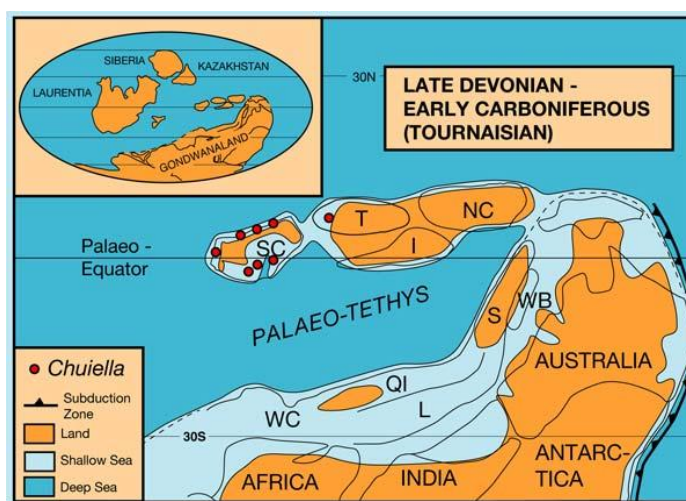 SIBERIA
KAZAKHSTAN
LAURENTIA
GONDWANALAND
30N
LATE DEVONIAN -
EARLY CARBONIFEROUS
(TOURNAISIAN)
T
NC
I
SC
Palaeo -
Equator
PALAEO-TETHYS
S
WB
AUSTRALIA
QI
WC
L
30S
AFRICA
INDIA
ANTARC-
TICA
Chuiella
Subduction
Zone
Land
Shallow Sea
Deep Sea